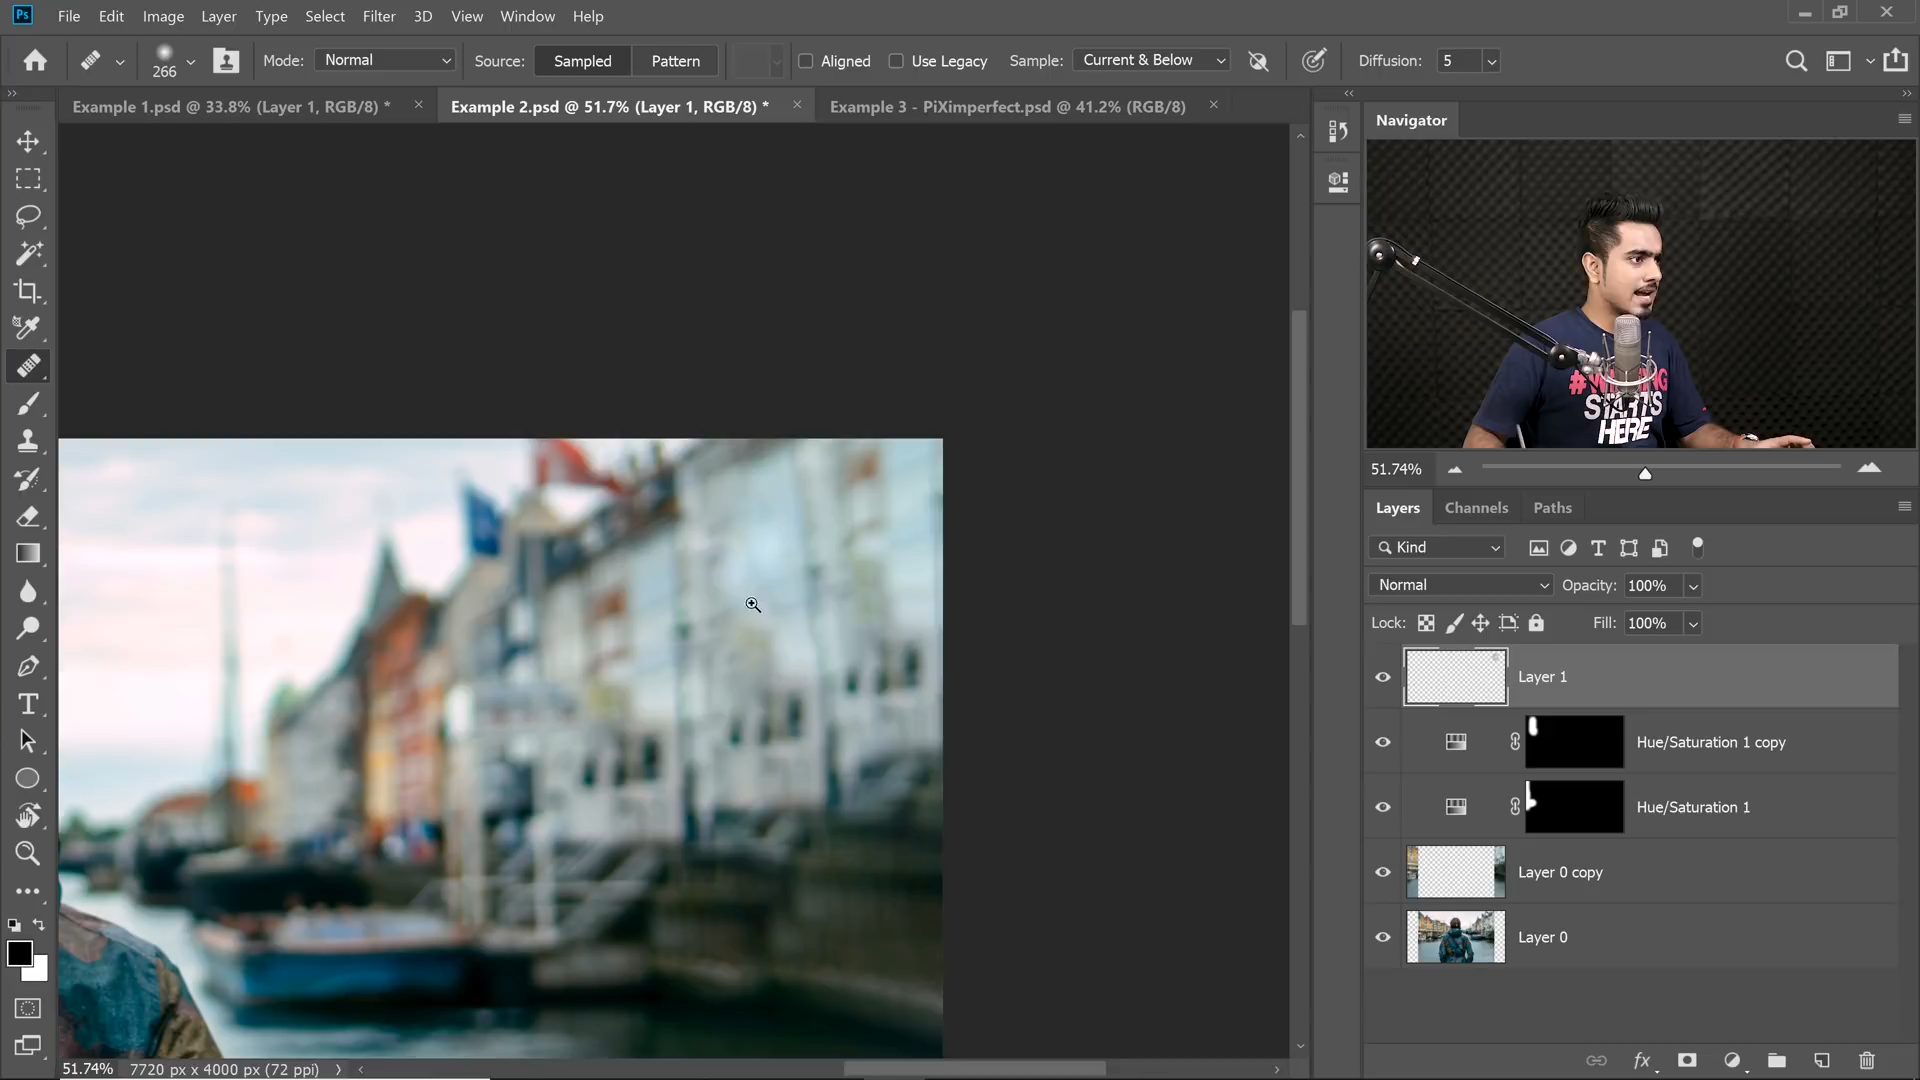 Ps File Edit Image Layer Type Select Filter 3D View Window Help
266 Mode: Normal Source: Sampled Pattern Aligned Use Legacy Sample: Current & Below Diffusion: 5
Example 1.psd @ 33.8% (Layer 1, RGB/8) * Example 2.psd @ 51.7% (Layer 1, RGB/8) * Example 3 - PiXimperfect.psd @ 41.2% (RGB/8)
Navigator
STARTS
HERE
51.74%
Layers Channels Paths
Kind
Normal Opacity: 100%
Lock: Fill: 100%
Layer 1
Hue/Saturation 1 copy
Hue/Saturation 1
Layer 0 copy
Layer 0
fx
51.74% 7720 px x 4000 px (72 ppi)